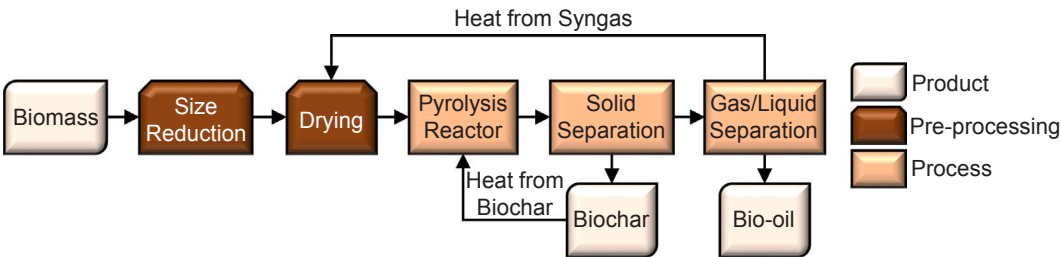 Heat from Syngas
Biomass
Size
Reduction
Drying
Pyrolysis
Reactor
Solid
Separation
Gas/Liquid
Separation
Heat from
Biochar
Biochar
Bio-oil
Product
Pre-processing
Process